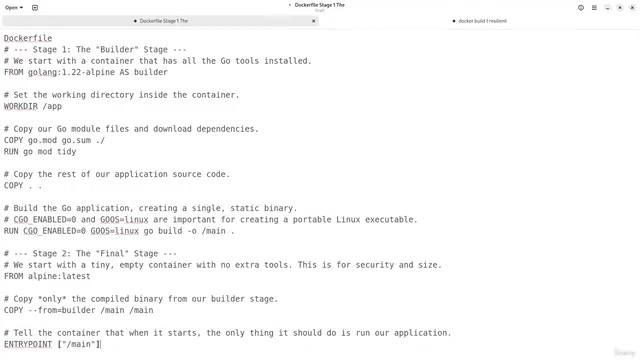 Open
Dockerfile Stage 1 The
Draft
Dockerfile Stage 1 The
docker build t resilient
Dockerfile
# --- Stage 1: The "Builder" Stage ---
# We start with a container that has all the Go tools installed.
FROM golang:1.22-alpine AS builder
# Set the working directory inside the container.
WORKDIR /app
# Copy our Go module files and download dependencies.
COPY go.mod go.sum ./
RUN go mod tidy
# Copy the rest of our application source code.
COPY . .
# Build the Go application, creating a single, static binary.
# CGO_ENABLED=0 and GOOS=linux are important for creating a portable Linux executable.
RUN CGO_ENABLED=0 GOOS=linux go build -o /main .
# --- Stage 2: The "Final" Stage ---
# We start with a tiny, empty container with no extra tools. This is for security and size.
FROM alpine:latest
# Copy *only* the compiled binary from our builder stage.
COPY --from=builder /main /main
# Tell the container that when it starts, the only thing it should do is run our application.
ENTRYPOINT ["/main"]